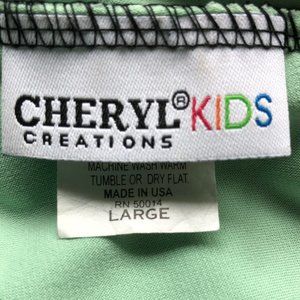 CHERYL® KIDS
CREATIONS
MACHINE WASH WARM
TUMBLE OR DRY FLAT
MADE IN USA
RN 50014
LARGE